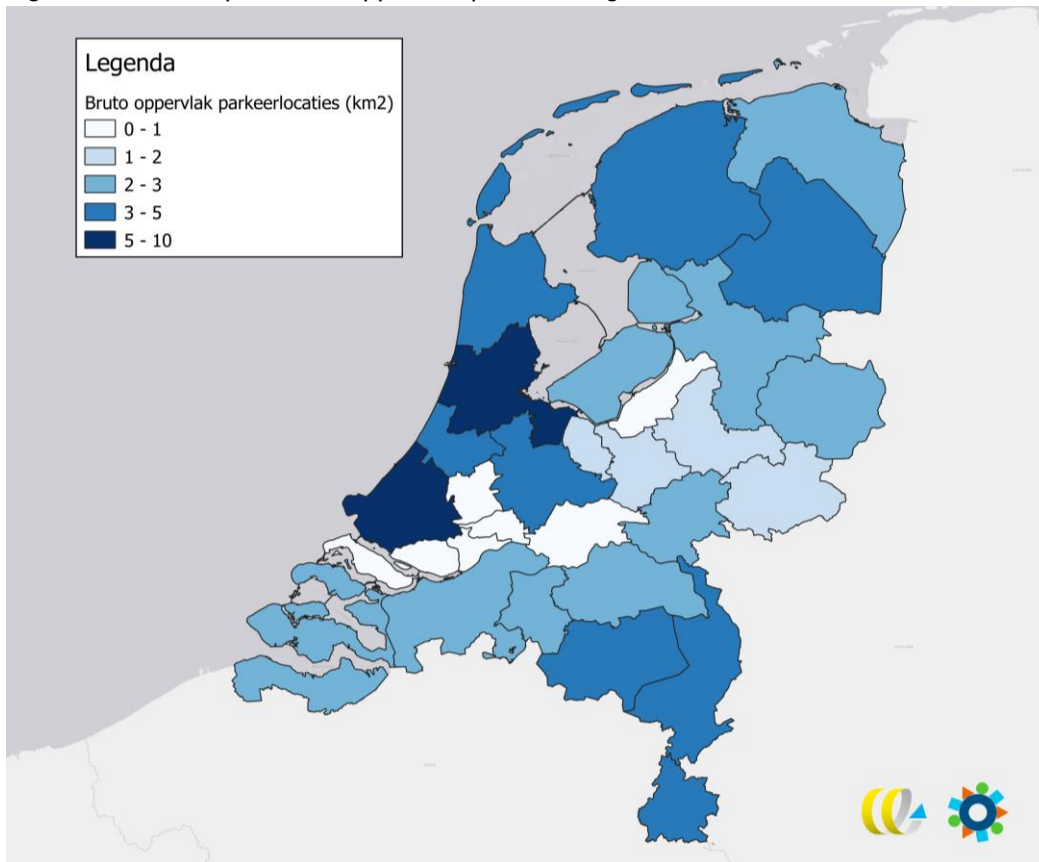 Legenda
Bruto oppervlak parkeerlocaties (km2)
0 - 1
1 - 2
2 - 3
3 - 5
5 - 10